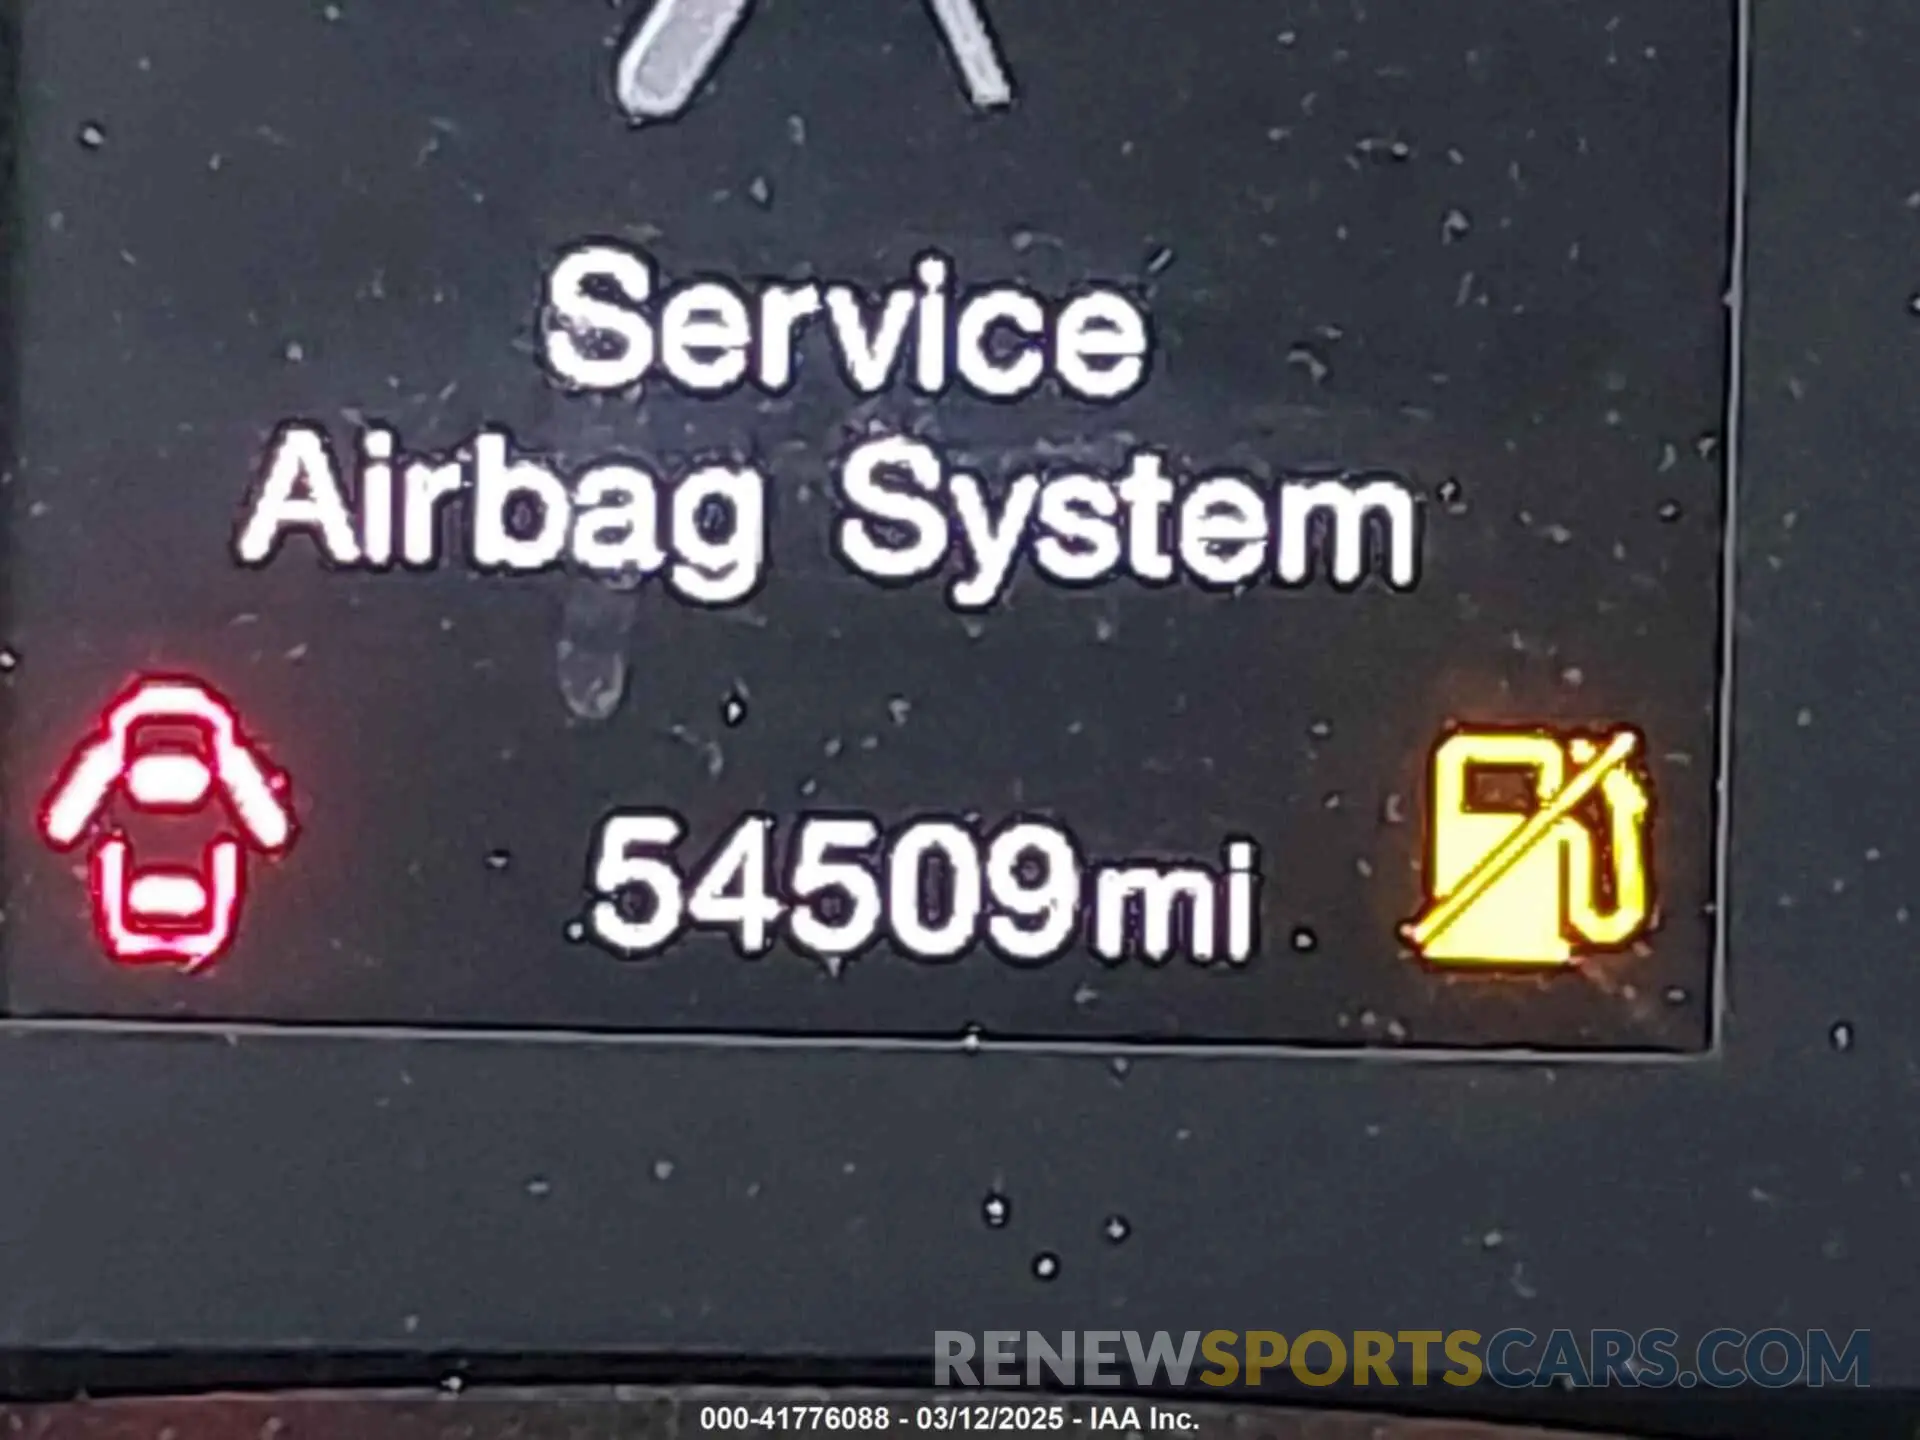 Service
Airbag System
54509mi
RENEWSPORTSCARS.COM
000-41776088 - 03/12/2025 - IAA Inc.